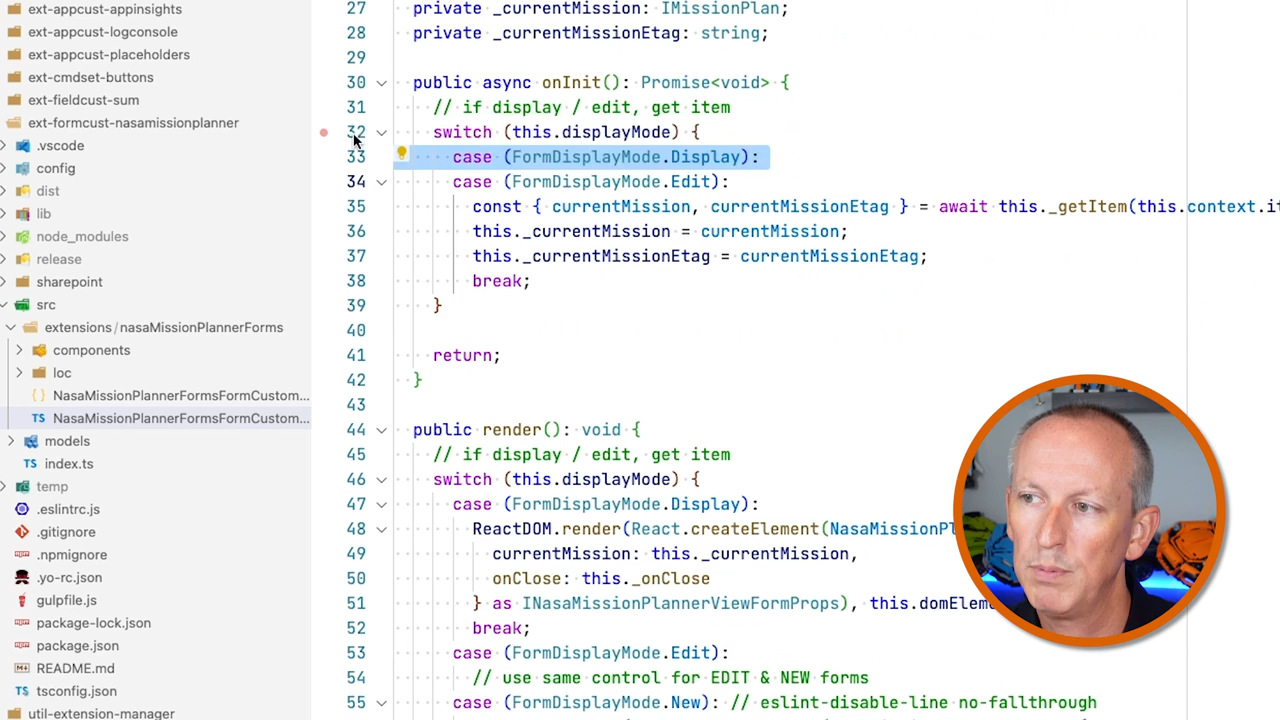 ext-appcust-appinsights
ext-appcust-logconsole
ext-appcust-placeholders
ext-cmdset-buttons
ext-fieldcust-sum
ext-formcust-nasamissionplanner
.vscode
config
dist
lib
node_modules
release
sharepoint
src
extensions/nasaMissionPlannerForms
components
loc
{} NasaMissionPlannerFormsFormCustom...
TS NasaMissionPlannerFormsFormCustom...
models
TS index.ts
temp
.eslintrc.js
.gitignore
.npmignore
.yo-rc.json
gulpfile.js
package-lock.json
package.json
README.md
tsconfig.json
util-extension-manager
27 private _currentMission: IMissionPlan;
28 private _currentMissionEtag: string;
29
30 public async onInit(): Promise<void> {
31 // if display / edit, get item
32 switch (this.displayMode) {
33 case (FormDisplayMode.Display):
34 case (FormDisplayMode.Edit):
35 const { currentMission, currentMissionEtag } = await this._getItem(this.context.it
36 this._currentMission = currentMission;
37 this._currentMissionEtag = currentMissionEtag;
38 break;
39 }
40
41 return;
42 }
43
44 public render(): void {
45 // if display / edit, get item
46 switch (this.displayMode) {
47 case (FormDisplayMode.Display):
48 ReactDOM.render(React.createElement(NasaMissionPl
49 currentMission: this._currentMission,
50 onClose: this._onClose
51 } as INasaMissionPlannerViewFormProps), this.domElem
52 break;
53 case (FormDisplayMode.Edit):
54 // use same control for EDIT & NEW forms
55 case (FormDisplayMode.New): // eslint-disable-line no-fallthrough